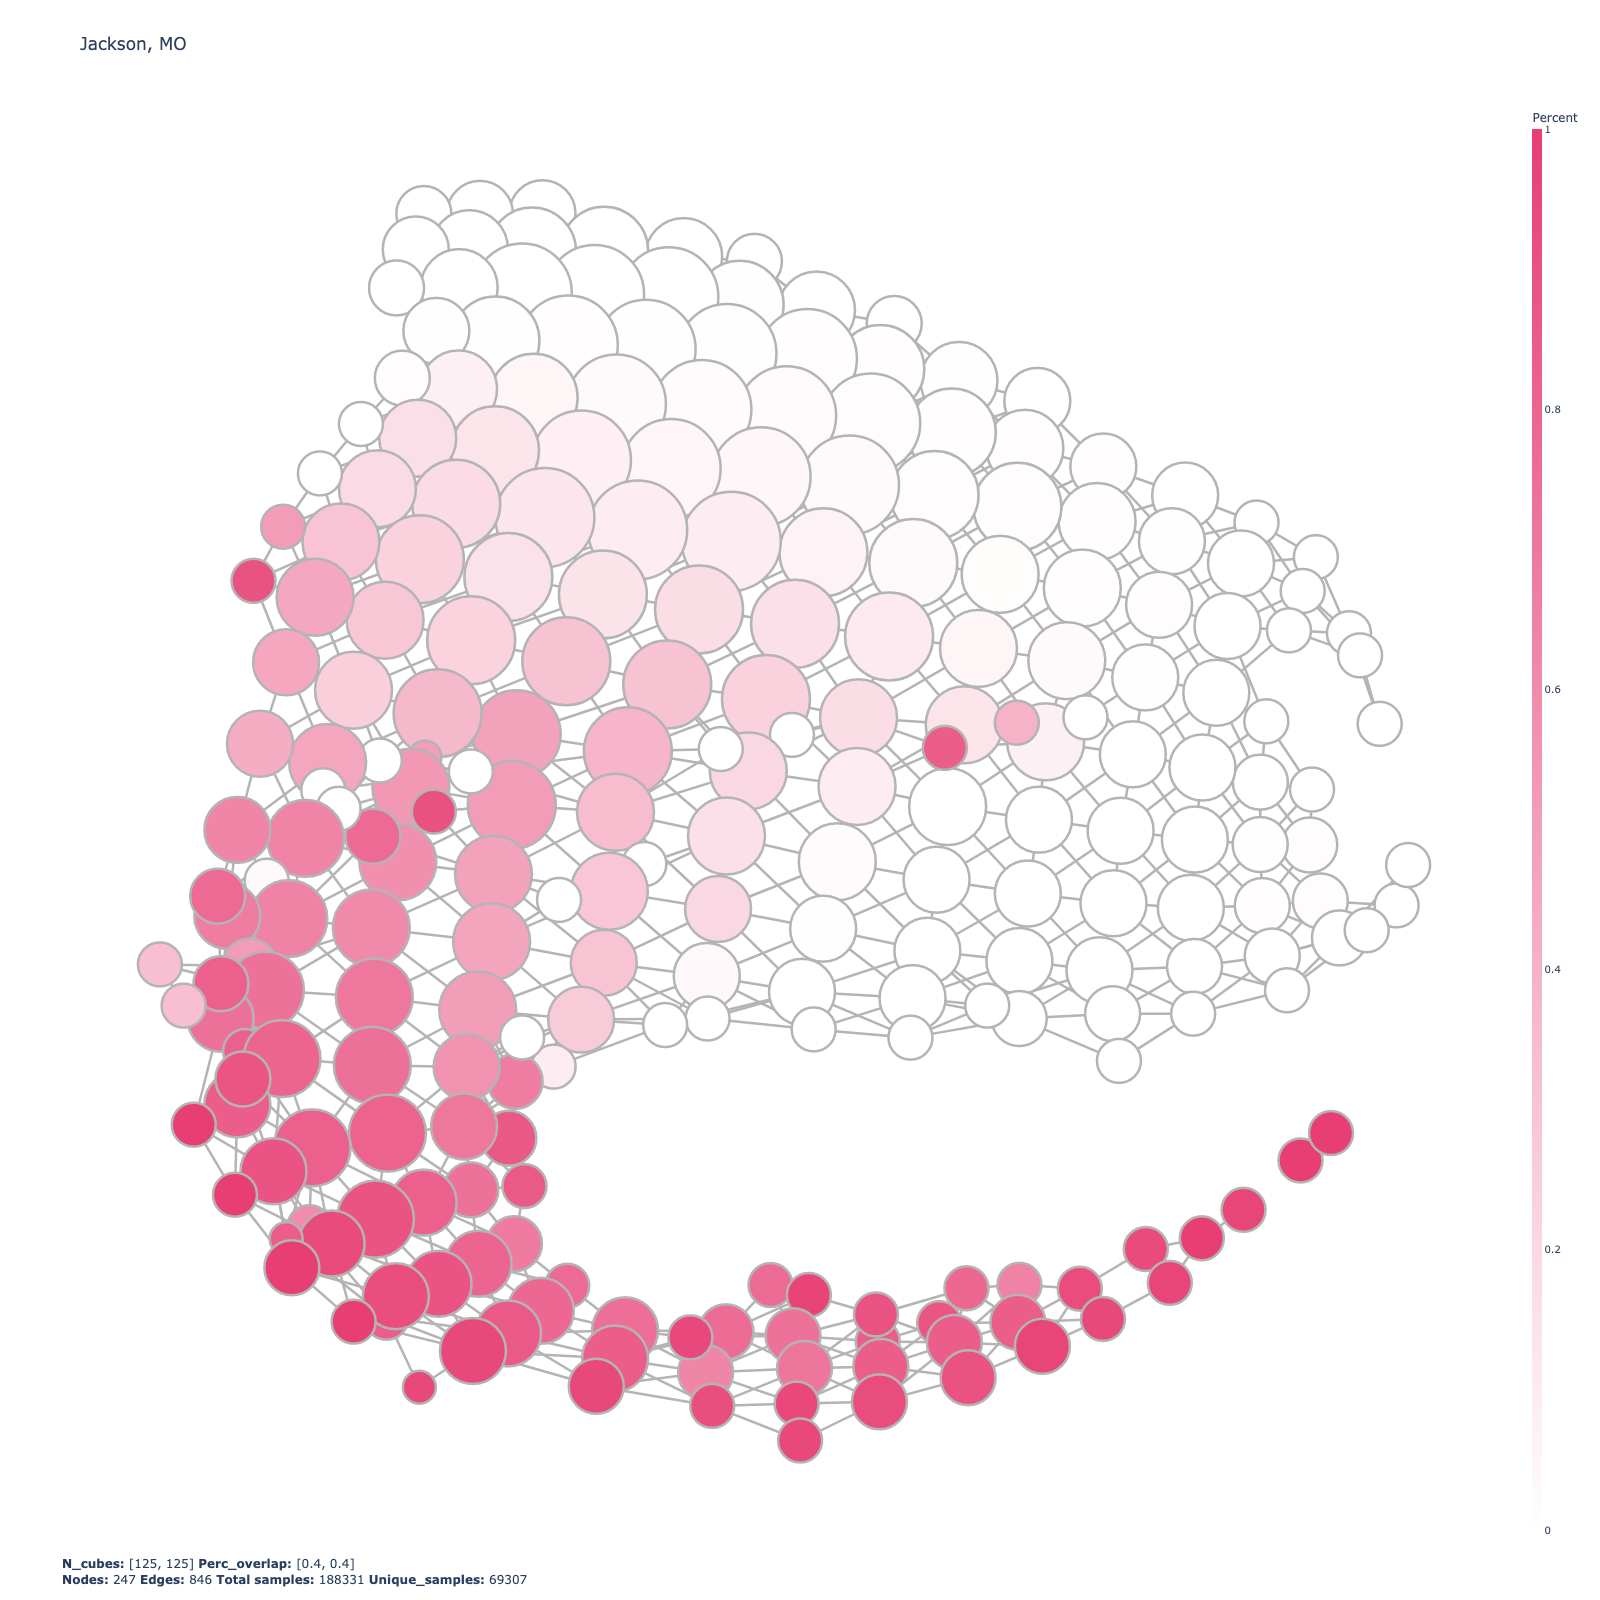 Jackson, MO
Percent
1
0.8
0.6
0.4
0.2
0
N_cubes: [125, 125] Perc_overlap: [0.4, 0.4]
Nodes: 247 Edges: 846 Total samples: 188331 Unique_samples: 69307